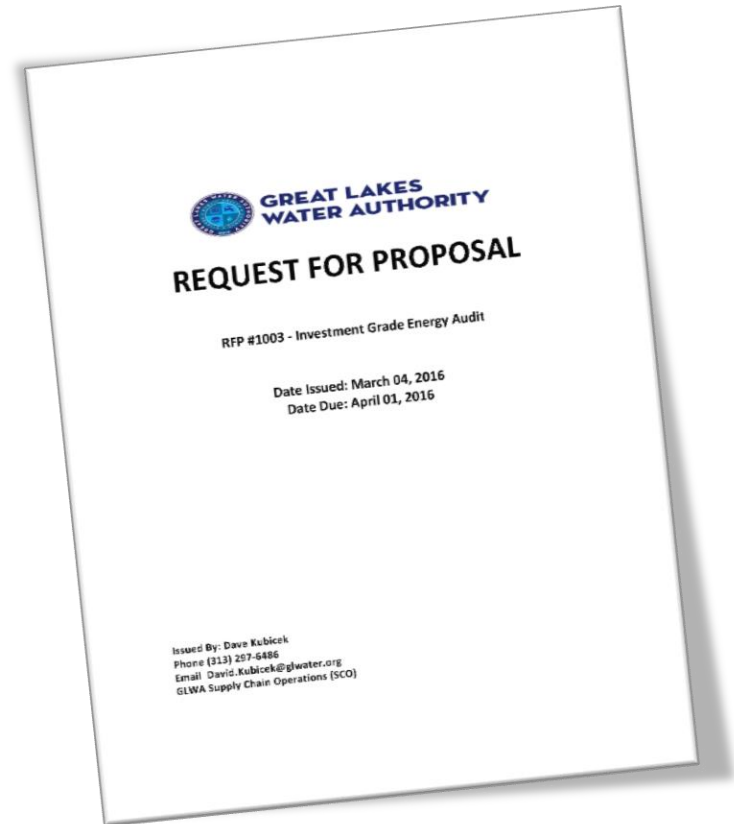 GREAT LAKES
WATER AUTHORITY
REQUEST FOR PROPOSAL
RFP #1003 - Investment Grade Energy Audit
Date Issued: March 04, 2016
Date Due: April 01, 2016
Issued By: Dave Kubicek
Phone (313) 297-6486
Email David.Kubicek@glwater.org
GLWA Supply Chain Operations (SCO)